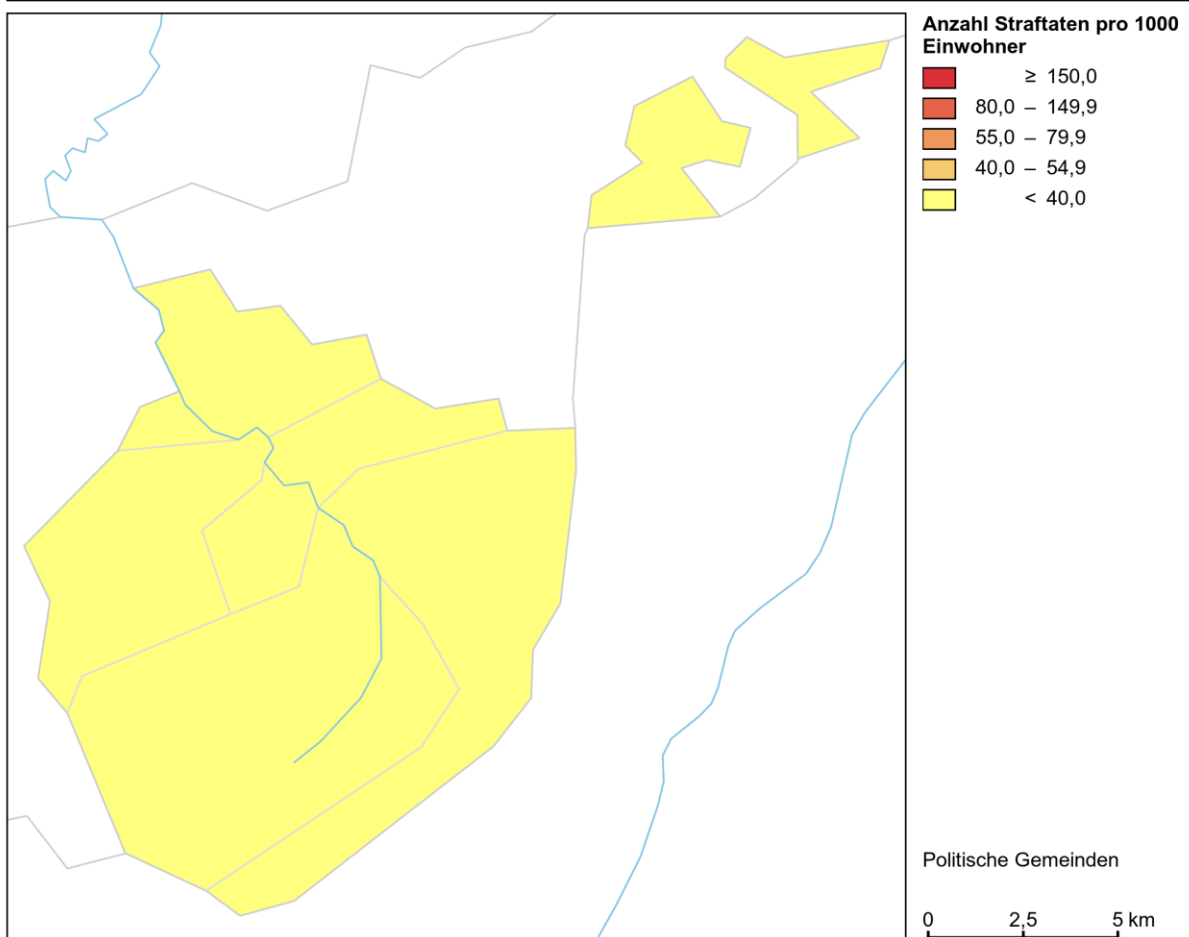 Anzahl Straftaten pro 1000
Einwohner
≥ 150,0
80,0 – 149,9
55,0 – 79,9
40,0 – 54,9
< 40,0
Politische Gemeinden
0 2,5 5 km